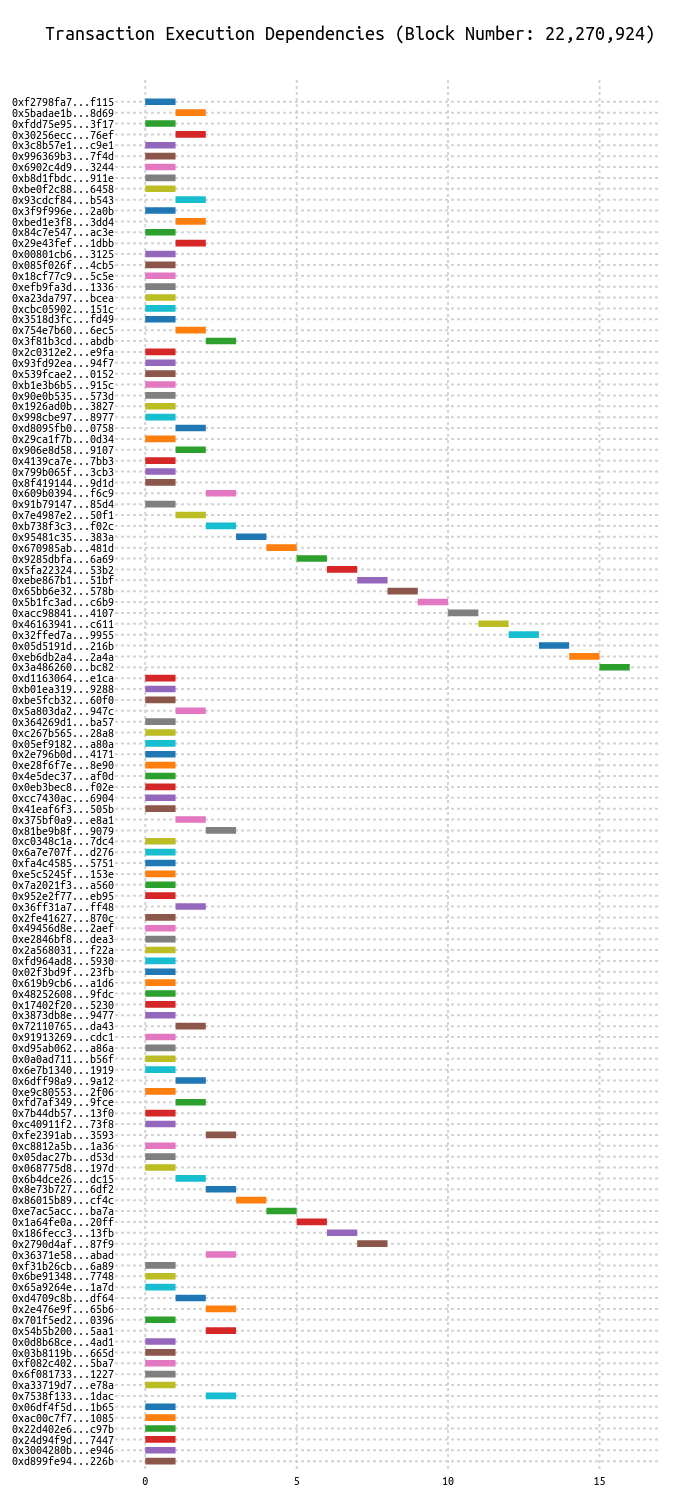 Transaction Execution Dependencies (Block Number: 22,270,924)
0xf2798fa7...f115
0x5badae1b...8d69
0xfdd75e95...3f17
0x30256ecc...76ef
0x3c8b57e1...c9e1
0x996369b3...7f4d
0x6902c4d9...3244
0xb8d1fbdc...911e
0xbe0f2c88...6458
0x93cdcf84...b543
0x3f9f996e...2a0b
0xbed1e3f8...3dd4
0x84c7e547...ac3e
0x29e43fef...1dbb
0x00801cb6...3125
0x085f026f...4cb5
0x18cf77c9...5c5e
0xefb9fa3d...1336
0xa23da797...bcea
0xcbc05902...151c
0x3518d3fc...fd49
0x754e7b60...6ec5
0x3f81b3cd...abdb
0x2c0312e2...e9fa
0x93fd92ea...94f7
0x539fcae2...0152
0xb1e3b6b5...915c
0x90e0b535...573d
0x1926ad0b...3827
0x998cbe97...8977
0xd8095fb0...0758
0x29ca1f7b...0d34
0x906e8d58...9107
0x4139ca7e...7bb3
0x799b065f...3cb3
0x8f419144...9d1d
0x609b0394...f6c9
0x91b79147...85d4
0x7e4987e2...50f1
0xb738f3c3...f02c
0x95481c35...383a
0x670985ab...481d
0x9285dbfa...6a69
0x5fa22324...53b2
0xebe867b1...51bf
0x65bb6e32...578b
0x5b1fc3ad...c6b9
0xacc98841...4107
0x46163941...c611
0x32ffed7a...9955
0x05d5191d...216b
0xeb6db2a4...2a4a
0x3a486260...bc82
0xd1163064...e1ca
0xb01ea319...9288
0xbe5fcb32...60f0
0x5a803da2...947c
0x364269d1...ba57
0xc267b565...28a8
0x05ef9182...a80a
0x2e796b0d...4171
0xe28f6f7e...8e90
0x4e5dec37...af0d
0x0eb3bec8...f02e
0xcc7430ac...6904
0x41eaf6f3...505b
0x375bf0a9...e8a1
0x81be9b8f...9079
0xc0348c1a...7dc4
0x6a7e707f...d276
0xfa4c4585...5751
0xe5c5245f...153e
0x7a2021f3...a560
0x952e2f77...eb95
0x36ff31a7...ff48
0x2fe41627...870c
0x49456d8e...2aef
0xe2846bf8...dea3
0x2a568031...f22a
0xfd964ad8...5930
0x02f3bd9f...23fb
0x619b9cb6...a1d6
0x48252608...9fdc
0x17402f20...5230
0x3873db8e...9477
0x72110765...da43
0x91913269...cdc1
0xd95ab062...a86a
0x0a0ad711...b56f
0x6e7b1340...1919
0x6dff98a9...9a12
0xe9c80553...2f06
0xfd7af349...9fce
0x7b44db57...13f0
0xc40911f2...73f8
0xfe2391ab...3593
0xc8812a5b...1a36
0x05dac27b...d53d
0x068775d8...197d
0x6b4dce26...dc15
0x8e73b727...6df2
0x86015b89...cf4c
0xe7ac5acc...ba7a
0x1a64fe0a...20ff
0x186fecc3...13fb
0x2790d4af...87f9
0x36371e58...abad
0xf31b26cb...6a89
0x6be91348...7748
0x65a9264e...1a7d
0xd4709c8b...df64
0x2e476e9f...65b6
0x701f5ed2...0396
0x54b5b200...5aa1
0x0d8b68ce...4ad1
0x03b8119b...665d
0xf082c402...5ba7
0x6f081733...1227
0xa33719d7...e78a
0x7538f133...1dac
0x06df4f5d...1b65
0xac00c7f7...1085
0x22d402e6...c97b
0x24d94f9d...7447
0x3004280b...e946
0xd899fe94...226b
0 5 10 15